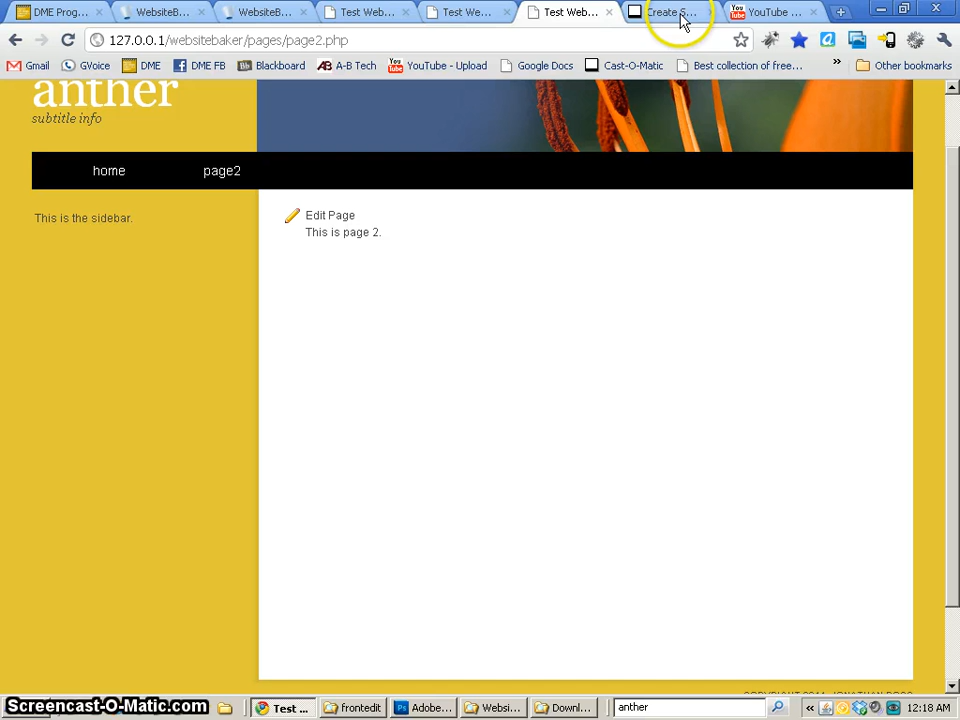 DME Prog...
WebsiteB...
WebsiteB...
Test Web...
Test We...
Test Web...
Create S...
YouTube ...
127.0.0.1/websitebaker/pages/page2.php
Gmail
GVoice
DME
DME FB
Blackboard
A-B Tech
YouTube - Upload
Google Docs
Cast-O-Matic
Best collection of free...
»
Other bookmarks
anther
subtitle info
home
page2
This is the sidebar.
Edit Page
This is page 2.
Screencast-O-Matic.com
Test ...
frontedit
Adobe...
Websi...
Downl...
anther
12:18 AM